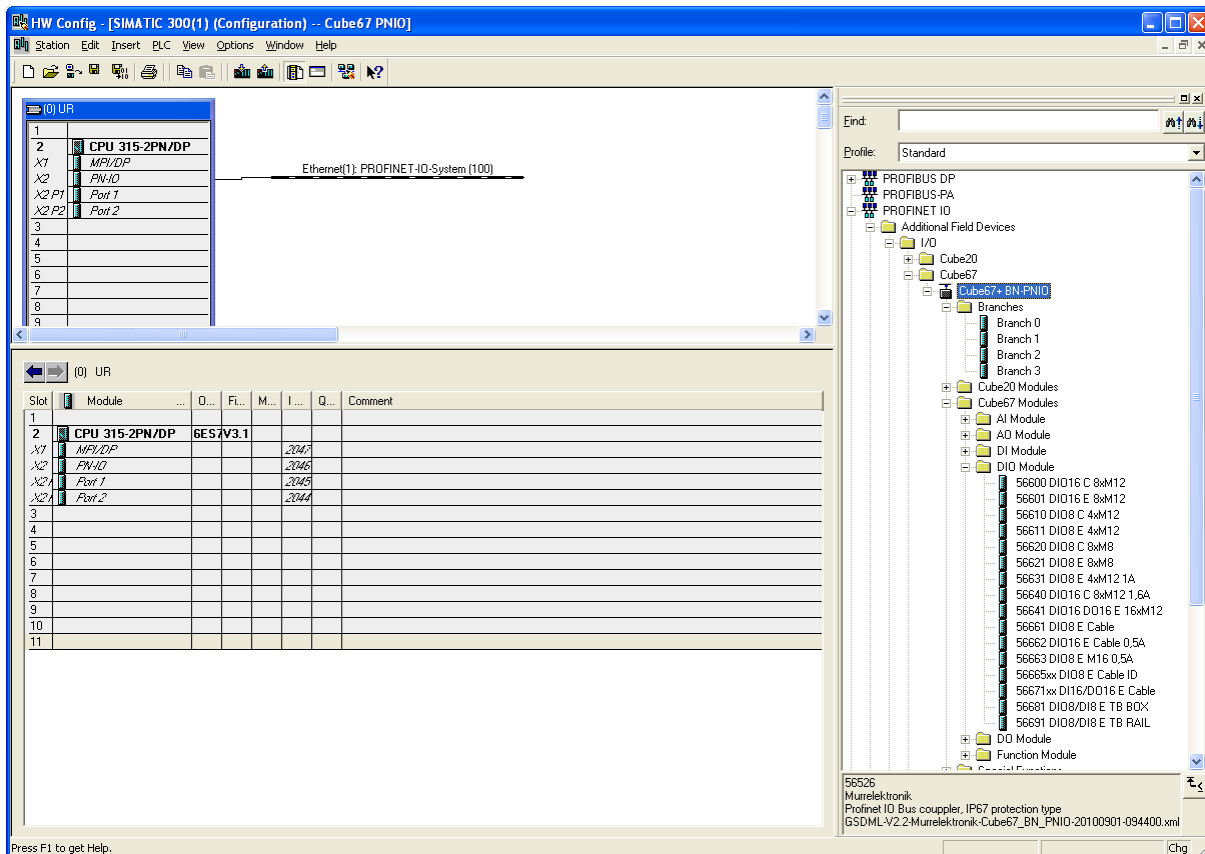 HW Config - [SIMATIC 300(1) (Configuration) -- Cube67 PNIO]
Station Edit Insert PLC View Options Window Help
(0) UR
1
2 CPU 315-2PN/DP
X1 MPI/DP
X2 PN-IO
X2 P1 Port 1
X2 P2 Port 2
3
4
5
6
7
8
9
Ethernet(1): PROFINET-IO-System (100)
(0) UR
Slot Module ... O... Fi... M... I ... Q... Comment
1
2 CPU 315-2PN/DP 6ES7 V3.1
X1 MPI/DP 2047
X2 PN-IO 2046
X2 Port 1 2045
X2 Port 2 2044
3
4
5
6
7
8
9
10
11
Find:
Profile: Standard
PROFIBUS DP
PROFIBUS-PA
PROFINET IO
Additional Field Devices
I/O
Cube20
Cube67
Cube67+ BN-PNIO
Branches
Branch 0
Branch 1
Branch 2
Branch 3
Cube20 Modules
Cube67 Modules
AI Module
AO Module
DI Module
DIO Module
56600 DIO16 C 8xM12
56601 DIO16 E 8xM12
56610 DIO8 C 4xM12
56611 DIO8 E 4xM12
56620 DIO8 C 8xM8
56621 DIO8 E 8xM8
56631 DIO8 E 4xM12 1A
56640 DIO16 C 8xM12 1,6A
56641 DIO16 DO16 E 16xM12
56661 DIO8 E Cable
56662 DIO16 E Cable 0,5A
56663 DIO8 E M16 0,5A
56665xx DIO8 E Cable ID
56671xx DI16/DO16 E Cable
56681 DIO8/DI8 E TB BOX
56691 DIO8/DI8 E TB RAIL
DO Module
Function Module
Special Functions
56526
Murrelektronik
Profinet IO Bus couppler, IP67 protection type
GSDML-V2.2-Murrelektronik-Cube67_BN_PNIO-20100901-094400.xml
Press F1 to get Help.
Chg